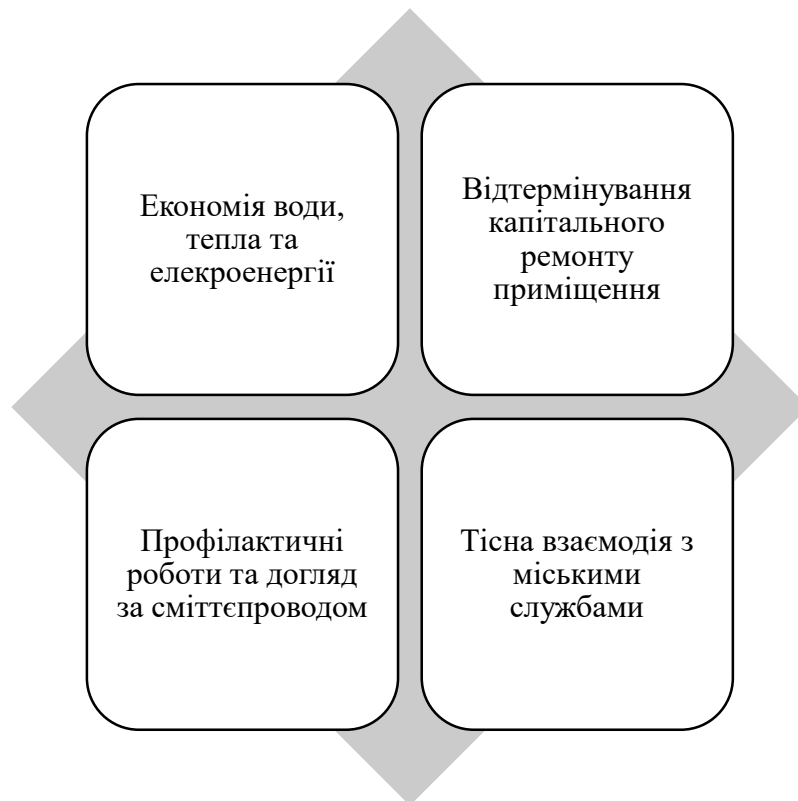 Економія води,
тепла та
елекроенергії
Відтермінування
капітального
ремонту
приміщення
Профілактичні
роботи та догляд
за сміттєпроводом
Тісна взаємодія з
міськими
службами